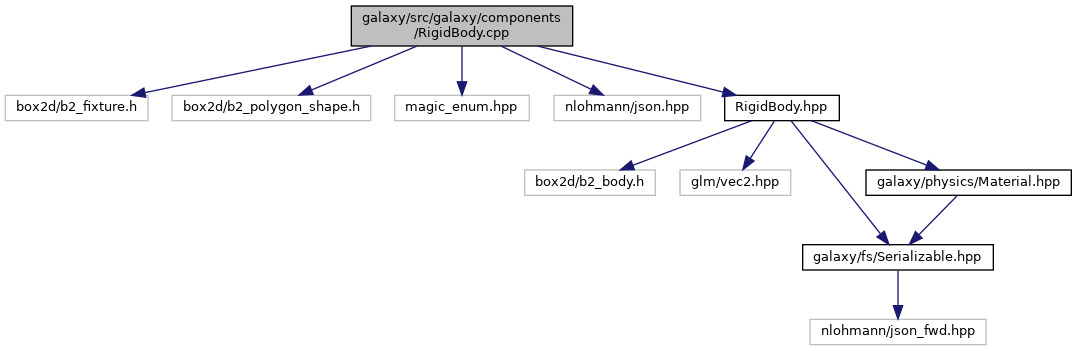 galaxy/src/galaxy/components
/RigidBody.cpp
box2d/b2_fixture.h
box2d/b2_polygon_shape.h
magic_enum.hpp
nlohmann/json.hpp
RigidBody.hpp
box2d/b2_body.h
glm/vec2.hpp
galaxy/physics/Material.hpp
galaxy/fs/Serializable.hpp
nlohmann/json_fwd.hpp